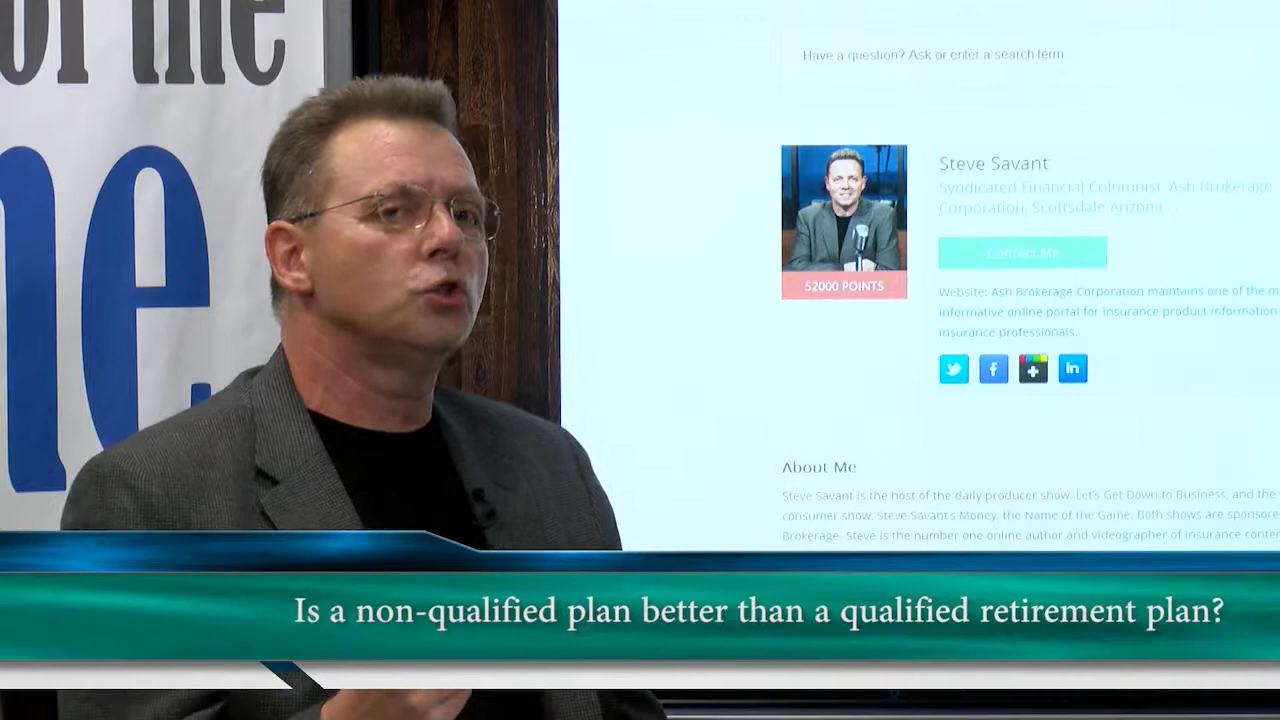 of the
ne
Have a question? Ask or enter a search term
Steve Savant
Syndicated Financial Columnist, Ash Brokerage
Corporation, Scottsdale Arizona
Contact Me
52000 POINTS
Website: Ash Brokerage Corporation maintains one of the m
informative online portal for insurance product information
insurance professionals.
f
in
About Me
Steve Savant is the host of the daily producer show, Let's Get Down to Business, and the
consumer show, Steve Savant's Money, the Name of the Game. Both shows are sponsore
Brokerage. Steve is the number one online author and videographer of insurance conten
Is a non-qualified plan better than a qualified retirement plan?